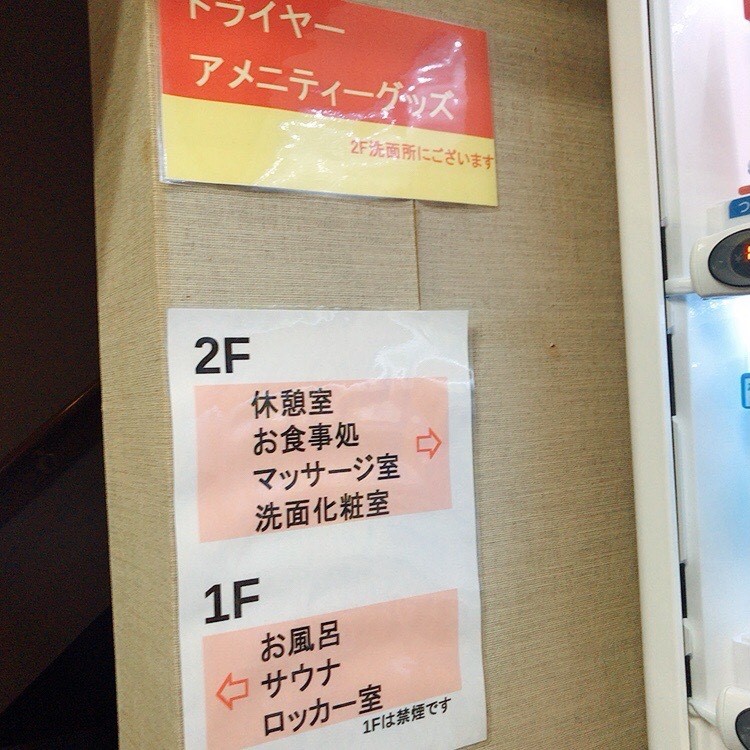 ドライヤー
アメニティーグッズ
2F洗面所にございます
2F
休憩室
お食事処
マッサージ室
洗面化粧室
1F
お風呂
サウナ
ロッカー室
1Fは禁煙です